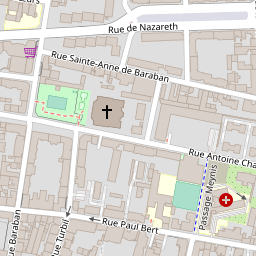 Rue de Nazareth
Rue Sainte-Anne de Baraban
Rue Antoine Cha
Passage Meynis
Rue Paul Bert
Rue Turbil
Rue Baraban